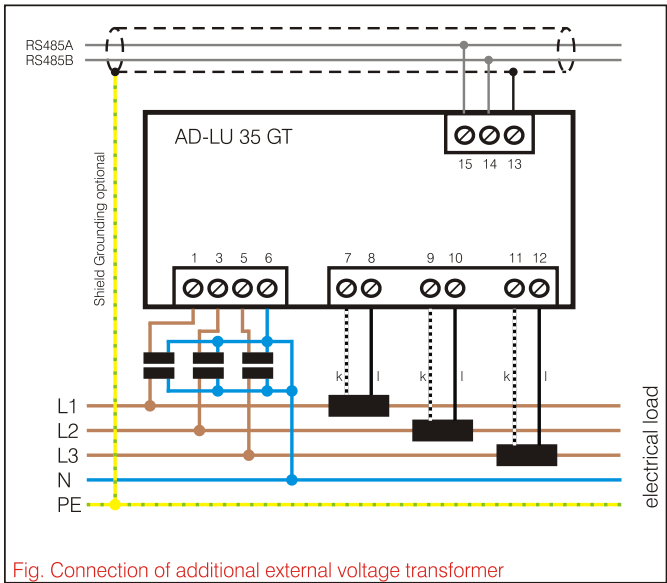 RS485A
RS485B
AD-LU 35 GT
15 14 13
Shield Grounding optional
1 3 5 6 7 8 9 10 11 12
k l k l k l
L1
L2
L3
N
PE
electrical load
Fig. Connection of additional external voltage transformer